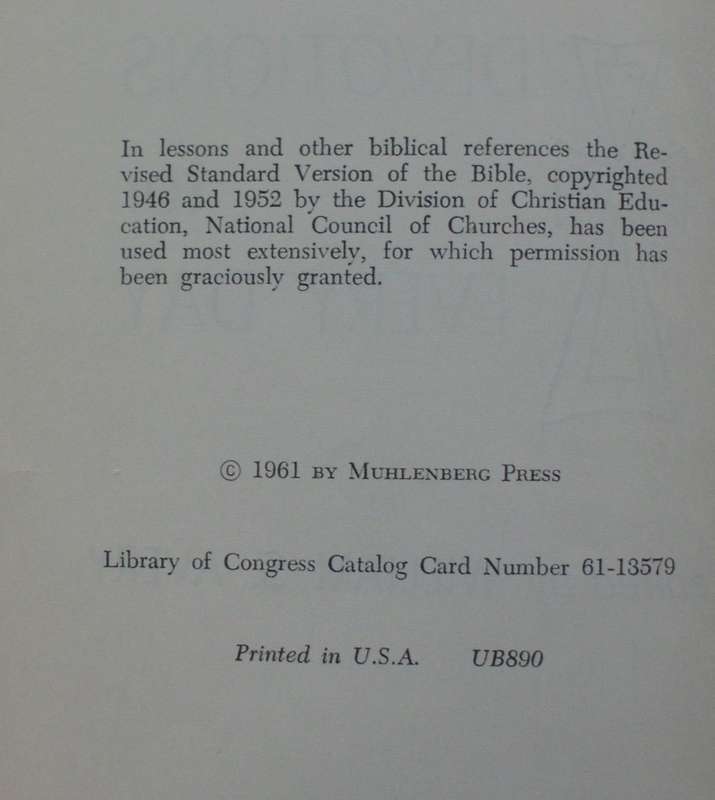 In lessons and other biblical references the Re-
vised Standard Version of the Bible, copyrighted
1946 and 1952 by the Division of Christian Edu-
cation, National Council of Churches, has been
used most extensively, for which permission has
been graciously granted.
© 1961 BY MUHLENBERG PRESS
Library of Congress Catalog Card Number 61-13579
Printed in U.S.A. UB890